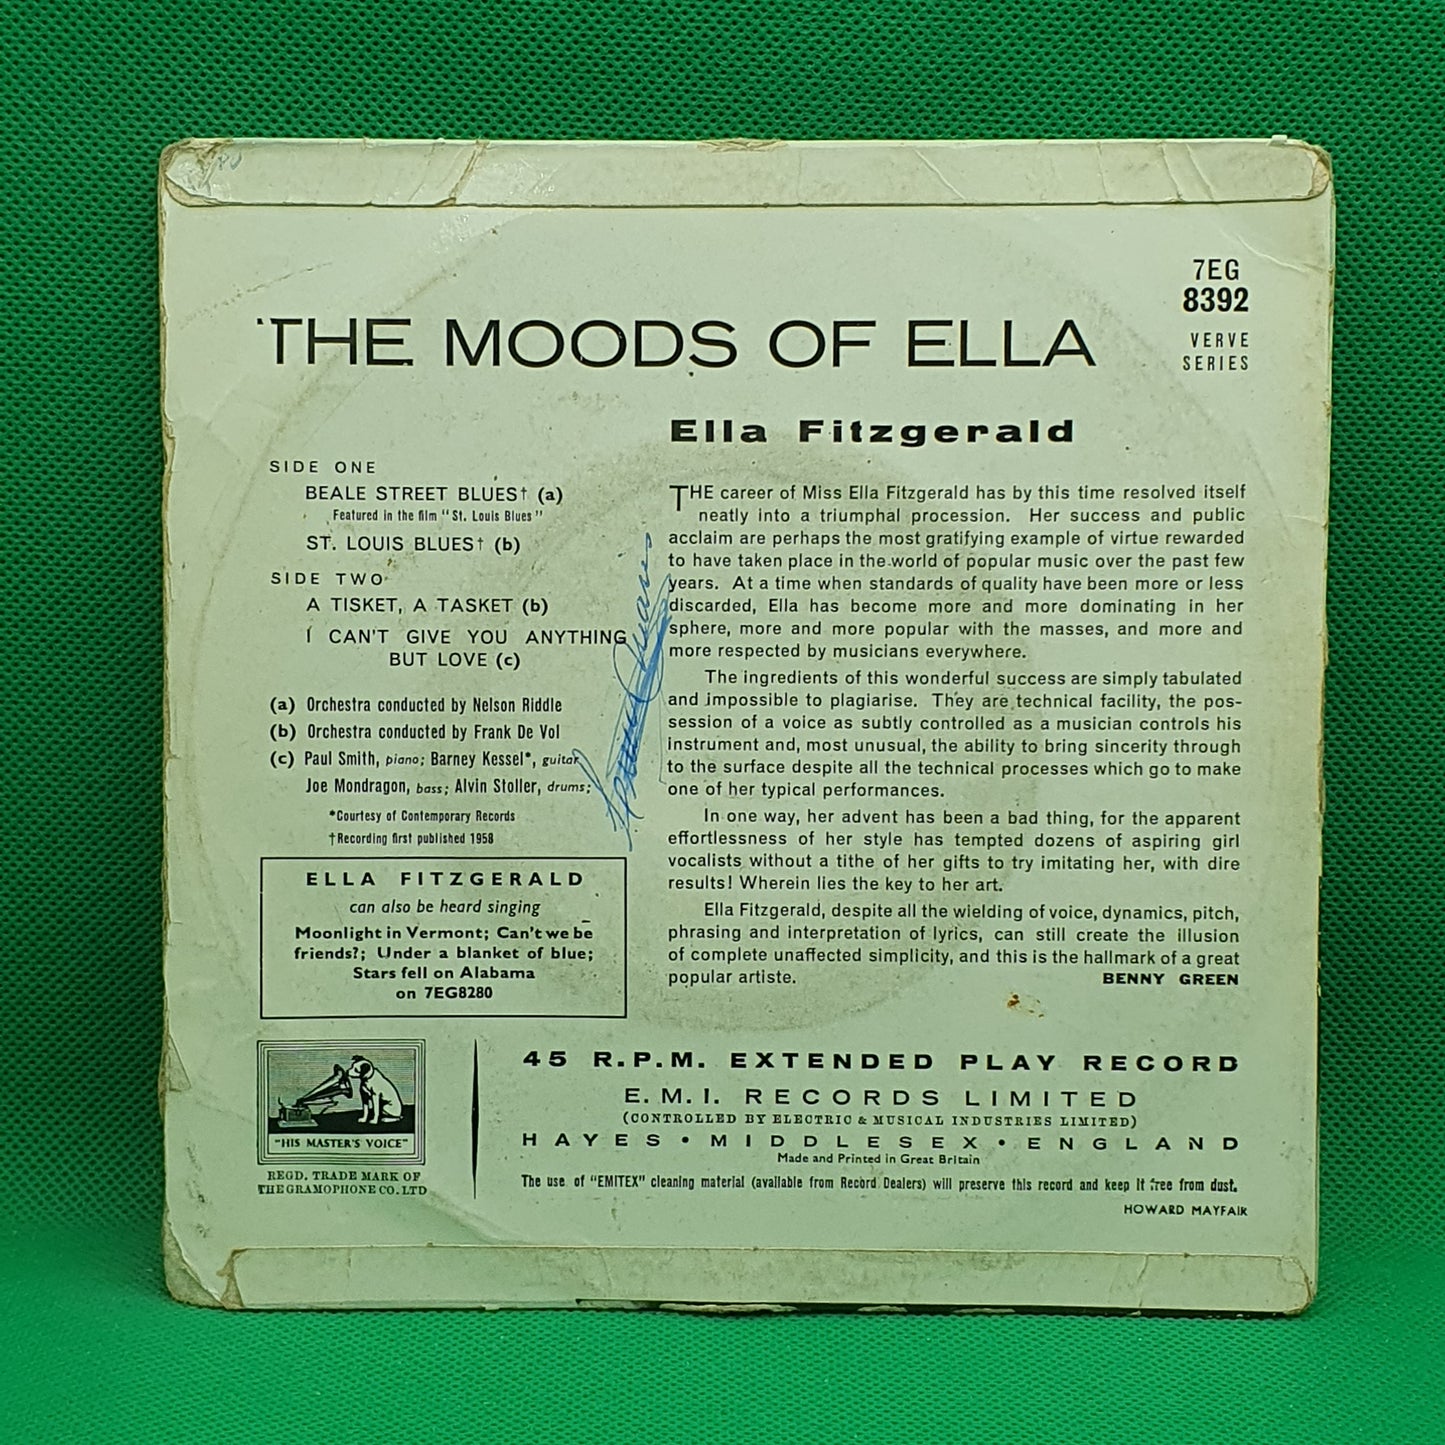 7EG
8392
VERVE
SERIES
THE MOODS OF ELLA
Ella Fitzgerald
SIDE ONE
BEALE STREET BLUES† (a)
Featured in the film "St. Louis Blues"
ST. LOUIS BLUES† (b)
SIDE TWO
A TISKET, A TASKET (b)
I CAN'T GIVE YOU ANYTHING
BUT LOVE (c)
(a) Orchestra conducted by Nelson Riddle
(b) Orchestra conducted by Frank De Vol
(c) Paul Smith, piano; Barney Kessel*, guitar
Joe Mondragon, bass; Alvin Stoller, drums;
*Courtesy of Contemporary Records
†Recording first published 1958
ELLA FITZGERALD
can also be heard singing
Moonlight in Vermont; Can't we be
friends?; Under a blanket of blue;
Stars fell on Alabama
on 7EG8280
THE career of Miss Ella Fitzgerald has by this time resolved itself
neatly into a triumphal procession. Her success and public
acclaim are perhaps the most gratifying example of virtue rewarded
to have taken place in the world of popular music over the past few
years. At a time when standards of quality have been more or less
discarded, Ella has become more and more dominating in her
sphere, more and more popular with the masses, and more and
more respected by musicians everywhere.
The ingredients of this wonderful success are simply tabulated
and impossible to plagiarise. They are technical facility, the pos-
session of a voice as subtly controlled as a musician controls his
instrument and, most unusual, the ability to bring sincerity through
to the surface despite all the technical processes which go to make
one of her typical performances.
In one way, her advent has been a bad thing, for the apparent
effortlessness of her style has tempted dozens of aspiring girl
vocalists without a tithe of her gifts to try imitating her, with dire
results! Wherein lies the key to her art.
Ella Fitzgerald, despite all the wielding of voice, dynamics, pitch,
phrasing and interpretation of lyrics, can still create the illusion
of complete unaffected simplicity, and this is the hallmark of a great
popular artiste. BENNY GREEN
"HIS MASTER'S VOICE"
REGD. TRADE MARK OF
THE GRAMOPHONE CO. LTD
45 R.P.M. EXTENDED PLAY RECORD
E.M.I. RECORDS LIMITED
(CONTROLLED BY ELECTRIC & MUSICAL INDUSTRIES LIMITED)
HAYES • MIDDLESEX • ENGLAND
Made and Printed in Great Britain
The use of "EMITEX" cleaning material (available from Record Dealers) will preserve this record and keep it free from dust.
HOWARD MAYFAIR